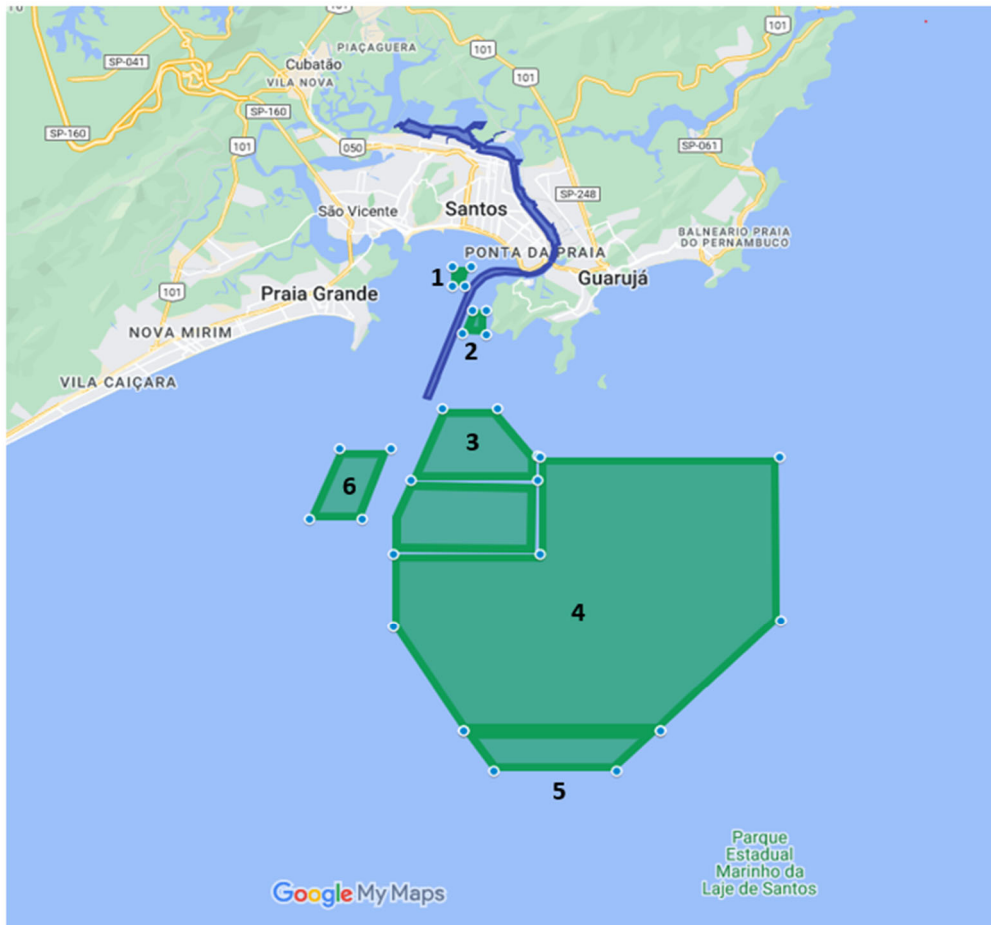 101
PIAÇAGUERA
101
SP-041
Cubatão
VILA NOVA
101
SP-160
SP-160
101
050
SP-061
SP-248
São Vicente
Santos
BALNEARIO PRAIA
DO PERNAMBUCO
PONTA DA PRAIA
1
Guarujá
101
Praia Grande
NOVA MIRIM
2
VILA CAIÇARA
3
6
4
5
Parque
Estadual
Marinho da
Laje de Santos
Google My Maps